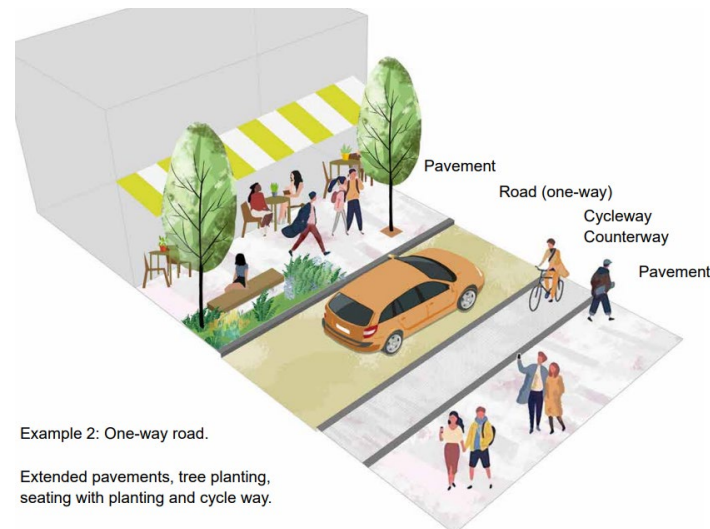 Pavement
Road (one-way)
Cycleway
Counterway
Pavement
Example 2: One-way road.
Extended pavements, tree planting,
seating with planting and cycle way.